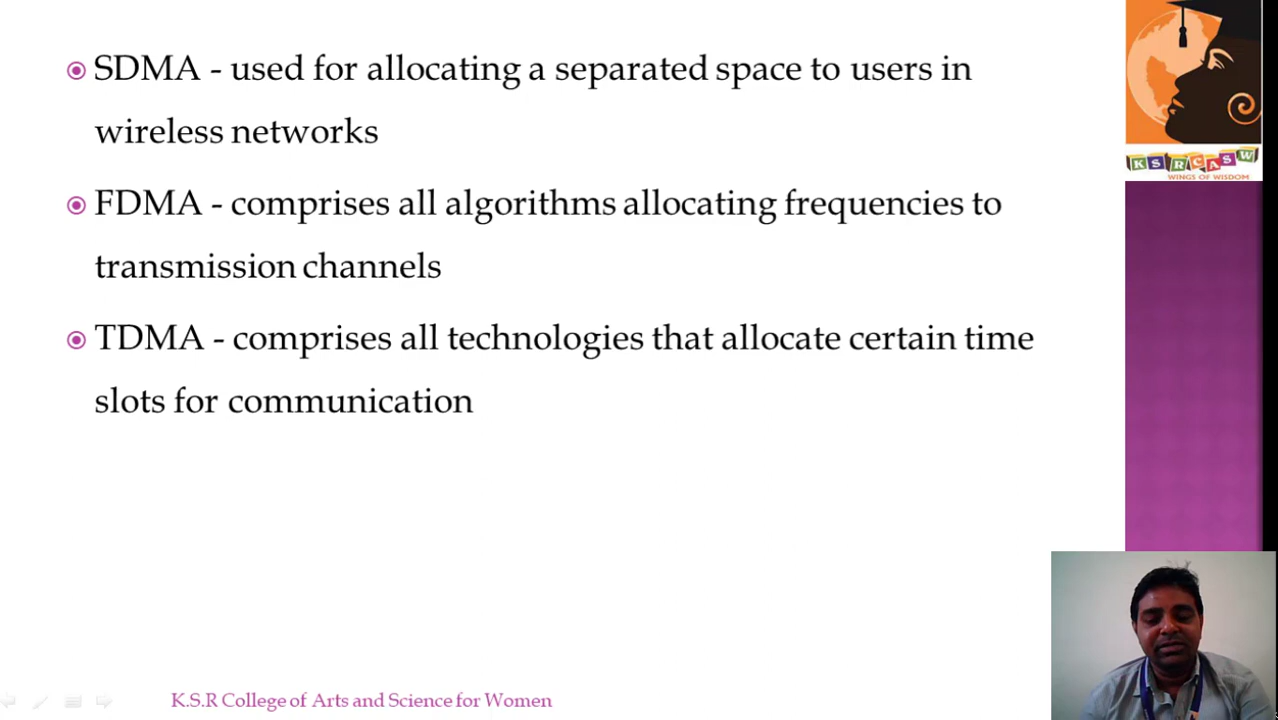 SDMA - used for allocating a separated space to users in
wireless networks
FDMA - comprises all algorithms allocating frequencies to
transmission channels
TDMA - comprises all technologies that allocate certain time
slots for communication
KSRCASW
WINGS OF WISDOM
K.S.R College of Arts and Science for Women